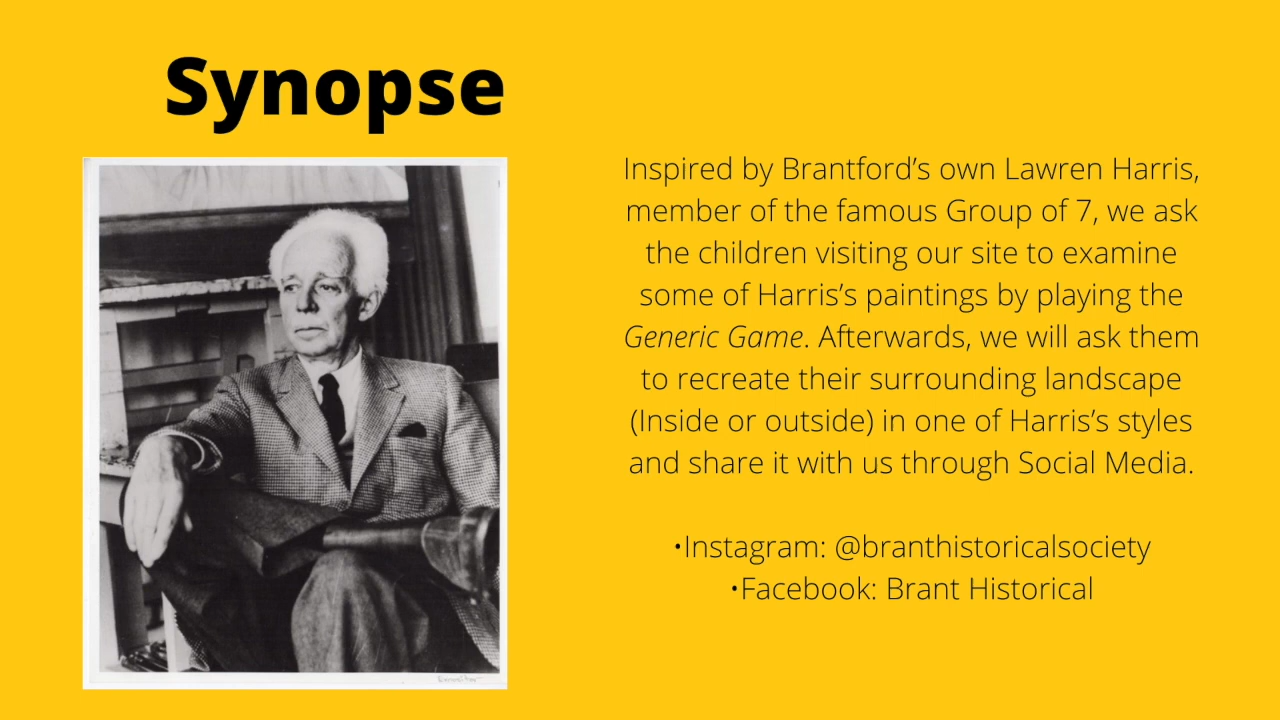 Synopse
Inspired by Brantford’s own Lawren Harris,
member of the famous Group of 7, we ask
the children visiting our site to examine
some of Harris’s paintings by playing the
Generic Game. Afterwards, we will ask them
to recreate their surrounding landscape
(Inside or outside) in one of Harris’s styles
and share it with us through Social Media.
•Instagram: @branthistoricalsociety
•Facebook: Brant Historical